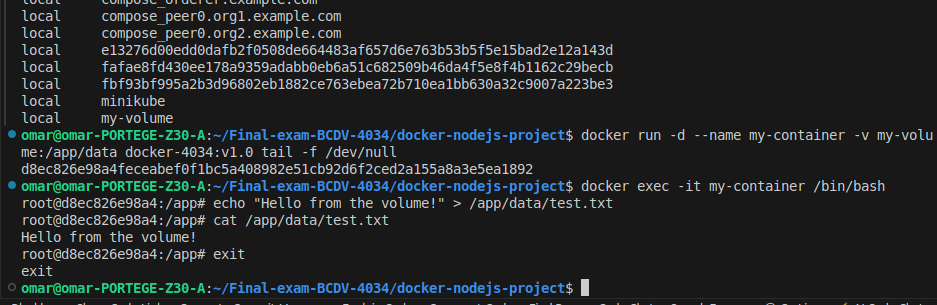 local     compose_orderer.example.com
local     compose_peer0.org1.example.com
local     compose_peer0.org2.example.com
local     e13276d00edd0dafb2f0508de664483af657d6e763b53b5f5e15bad2e12a143d
local     fafae8fd430ee178a9359adabb0eb6a51c682509b46da4f5e8f4b1162c29becb
local     fbf93bf995a2b3d96802eb1882ce763ebea72b710ea1bb630a32c9007a223be3
local     minikube
local     my-volume
omar@omar-PORTEGE-Z30-A:~/Final-exam-BCDV-4034/docker-nodejs-project$ docker run -d --name my-container -v my-volu
me:/app/data docker-4034:v1.0 tail -f /dev/null
d8ec826e98a4feceabef0f1bc5a408982e51cb92d6f2ced2a155a8a3e5ea1892
omar@omar-PORTEGE-Z30-A:~/Final-exam-BCDV-4034/docker-nodejs-project$ docker exec -it my-container /bin/bash
root@d8ec826e98a4:/app# echo "Hello from the volume!" > /app/data/test.txt
root@d8ec826e98a4:/app# cat /app/data/test.txt
Hello from the volume!
root@d8ec826e98a4:/app# exit
exit
omar@omar-PORTEGE-Z30-A:~/Final-exam-BCDV-4034/docker-nodejs-project$